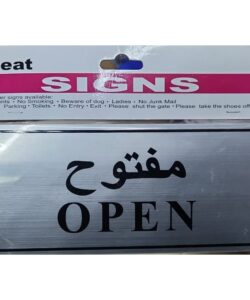 eat
SIGNS
er signs available:
nts • No Smoking • Beware of dog • Ladies • No Junk Mail
Parking • Toilets • No Entry • Exit • Please shut the gate • Please take the shoes off
مفتوح
OPEN